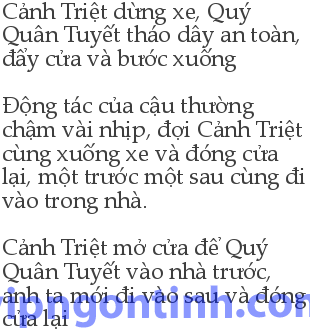 Cảnh Triệt dừng xe, Quý
Quân Tuyết tháo dây an toàn,
đẩy cửa và bước xuống
Động tác của cậu thường
chậm vài nhịp, đợi Cảnh Triệt
cùng xuống xe và đóng cửa
lại, một trước một sau cùng đi
vào trong nhà.
Cảnh Triệt mở cửa để Quý
Quân Tuyết vào nhà trước,
anh ta mới đi vào sau và đóng
cửa lại
vipngontinh.com